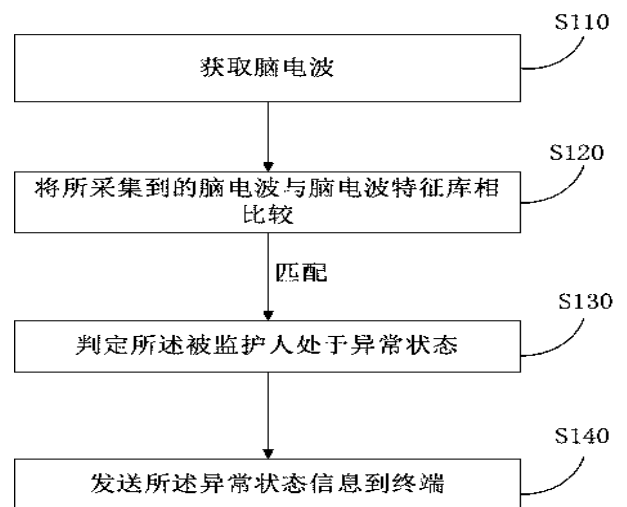 S110
获取脑电波
S120
将所采集到的脑电波与脑电波特征库相
比较
匹配
S130
判定所述被监护人处于异常状态
S140
发送所述异常状态信息到终端